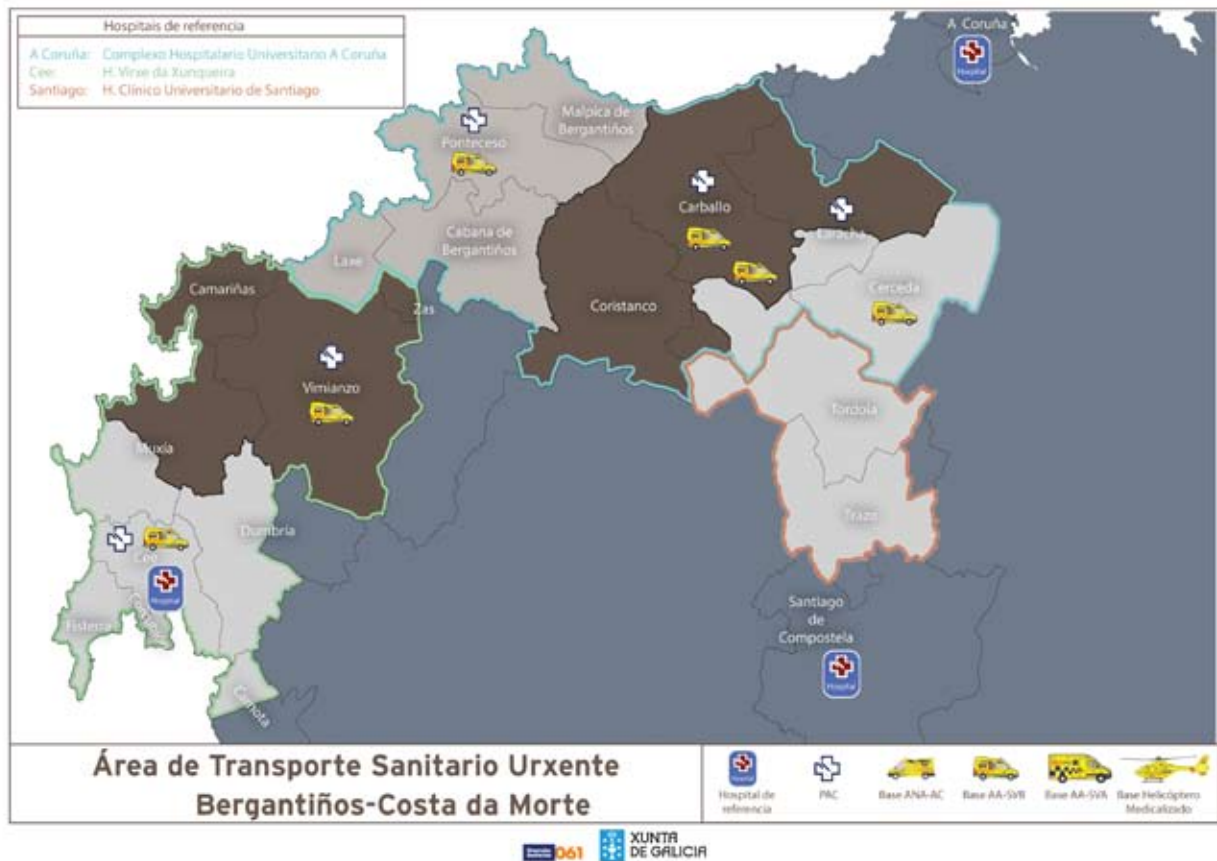 Hospitais de referencia
A Coruña: Complexo Hospitalario Universitario A Coruña
Cee: H. Virxe da Xunqueira
Santiago: H. Clínico Universitario de Santiago
A Coruña
Hospital
Malpica de
Bergantiños
Ponteceso
Carballo
Laracha
Cabana de
Bergantiños
Laxe
Cerceda
Camariñas
Zas
Coristanco
Vimianzo
Tordoia
Muxía
Trazo
Dumbría
Cee
Hospital
Fisterra
Corcubión
Santiago
de
Compostela
Hospital
Carnota
Área de Transporte Sanitario Urxente
Bergantiños-Costa da Morte
Hospital
Hospital de
referencia
PAC
Base ANA-AC
Base AA-SVB
Base AA-SVA
Base Helicóptero
Medicalizado
061
XUNTA
DE GALICIA